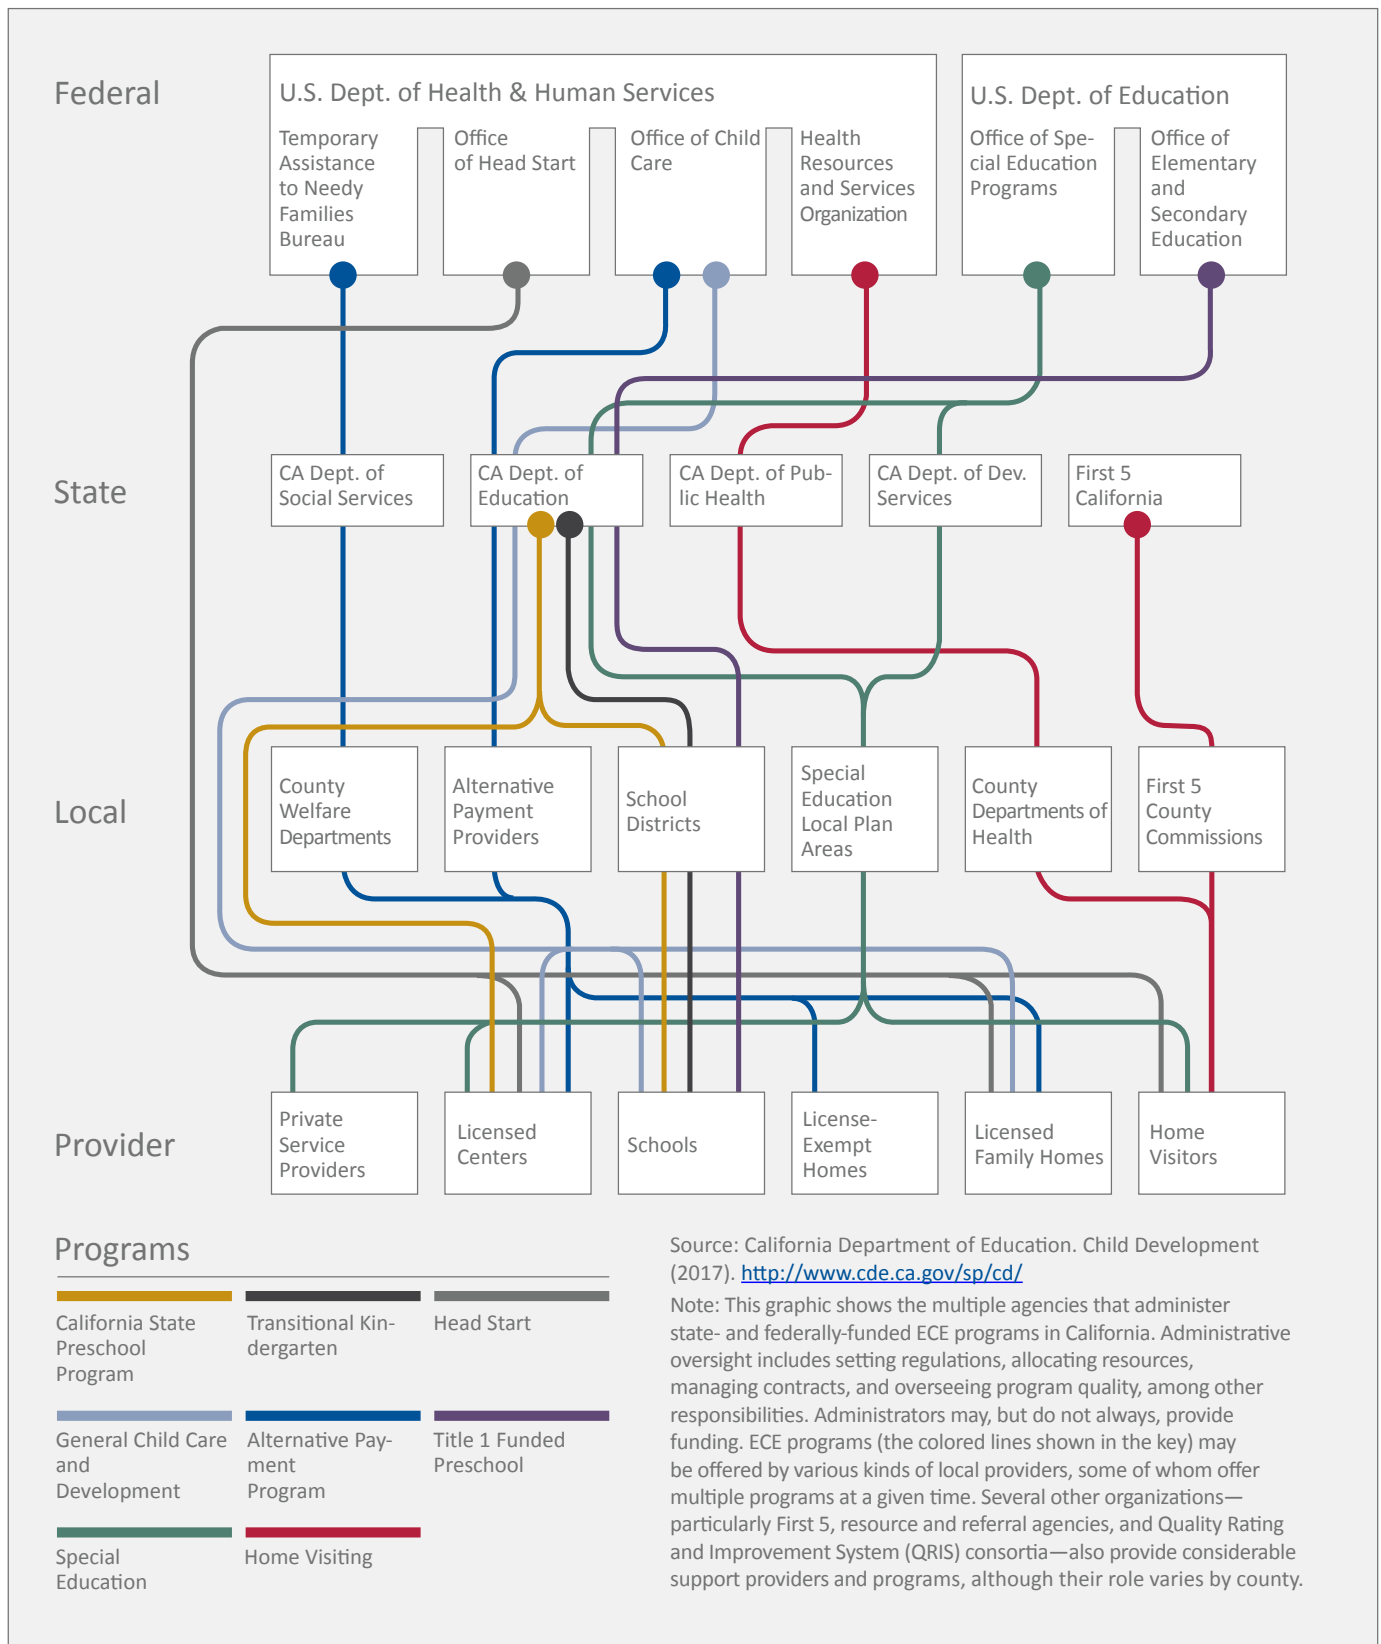 Federal
U.S. Dept. of Health & Human Services
Temporary
Assistance
to Needy
Families
Bureau
Office
of Head Start
Office of Child
Care
Health
Resources
and Services
Organization
U.S. Dept. of Education
Office of Spe-
cial Education
Programs
Office of
Elementary
and
Secondary
Education
State
CA Dept. of
Social Services
CA Dept. of
Education
CA Dept. of Pub-
lic Health
CA Dept. of Dev.
Services
First 5
California
Local
County
Welfare
Departments
Alternative
Payment
Providers
School
Districts
Special
Education
Local Plan
Areas
County
Departments of
Health
First 5
County
Commissions
Provider
Private
Service
Providers
Licensed
Centers
Schools
License-
Exempt
Homes
Licensed
Family Homes
Home
Visitors
Programs
California State
Preschool
Program
Transitional Kin-
dergarten
Head Start
General Child Care
and
Development
Alternative Pay-
ment
Program
Title 1 Funded
Preschool
Special
Education
Home Visiting
Source: California Department of Education. Child Development
(2017). http://www.cde.ca.gov/sp/cd/
Note: This graphic shows the multiple agencies that administer
state- and federally-funded ECE programs in California. Administrative
oversight includes setting regulations, allocating resources,
managing contracts, and overseeing program quality, among other
responsibilities. Administrators may, but do not always, provide
funding. ECE programs (the colored lines shown in the key) may
be offered by various kinds of local providers, some of whom offer
multiple programs at a given time. Several other organizations—
particularly First 5, resource and referral agencies, and Quality Rating
and Improvement System (QRIS) consortia—also provide considerable
support providers and programs, although their role varies by county.